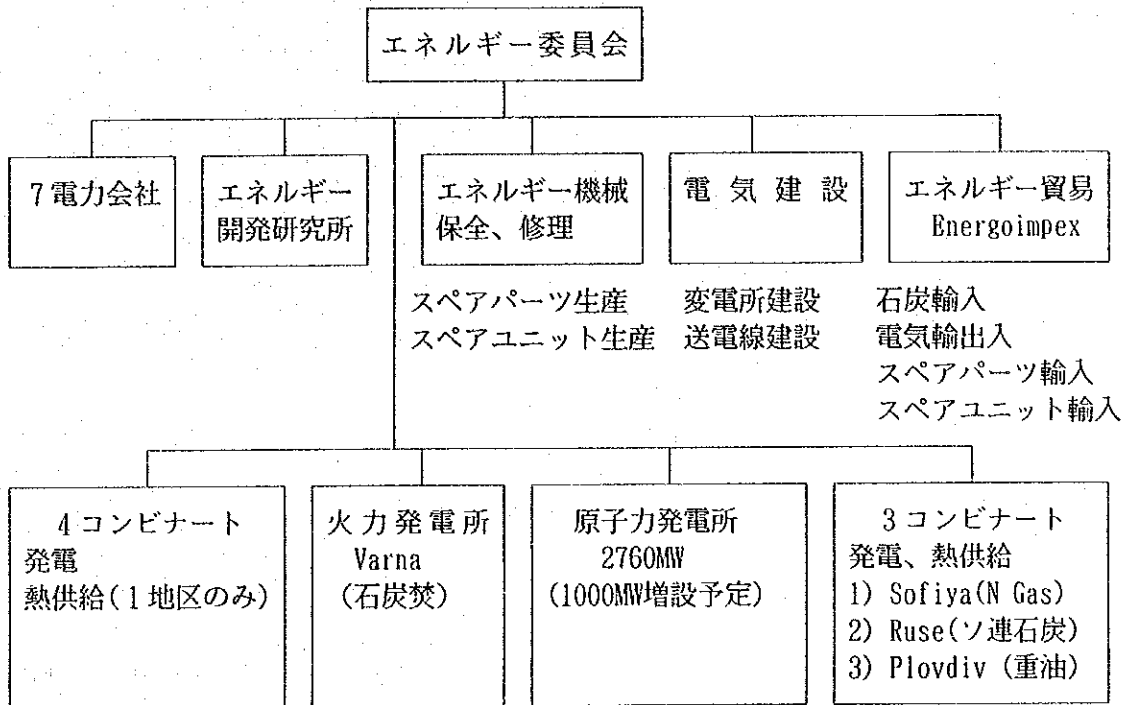 エネルギー委員会
7電力会社
エネルギー
開発研究所
エネルギー機械
保全、修理
電気建設
エネルギー貿易
Energoimpex
スペアパーツ生産
スペアユニット生産
変電所建設
送電線建設
石炭輸入
電気輸出入
スペアパーツ輸入
スペアユニット輸入
4コンビナート
発電
熱供給(1地区のみ)
火力発電所
Varna
(石炭焚)
原子力発電所
2760MW
(1000MW増設予定)
3コンビナート
発電、熱供給
1) Sofiya(N Gas)
2) Ruse(ソ連石炭)
3) Plovdiv (重油)